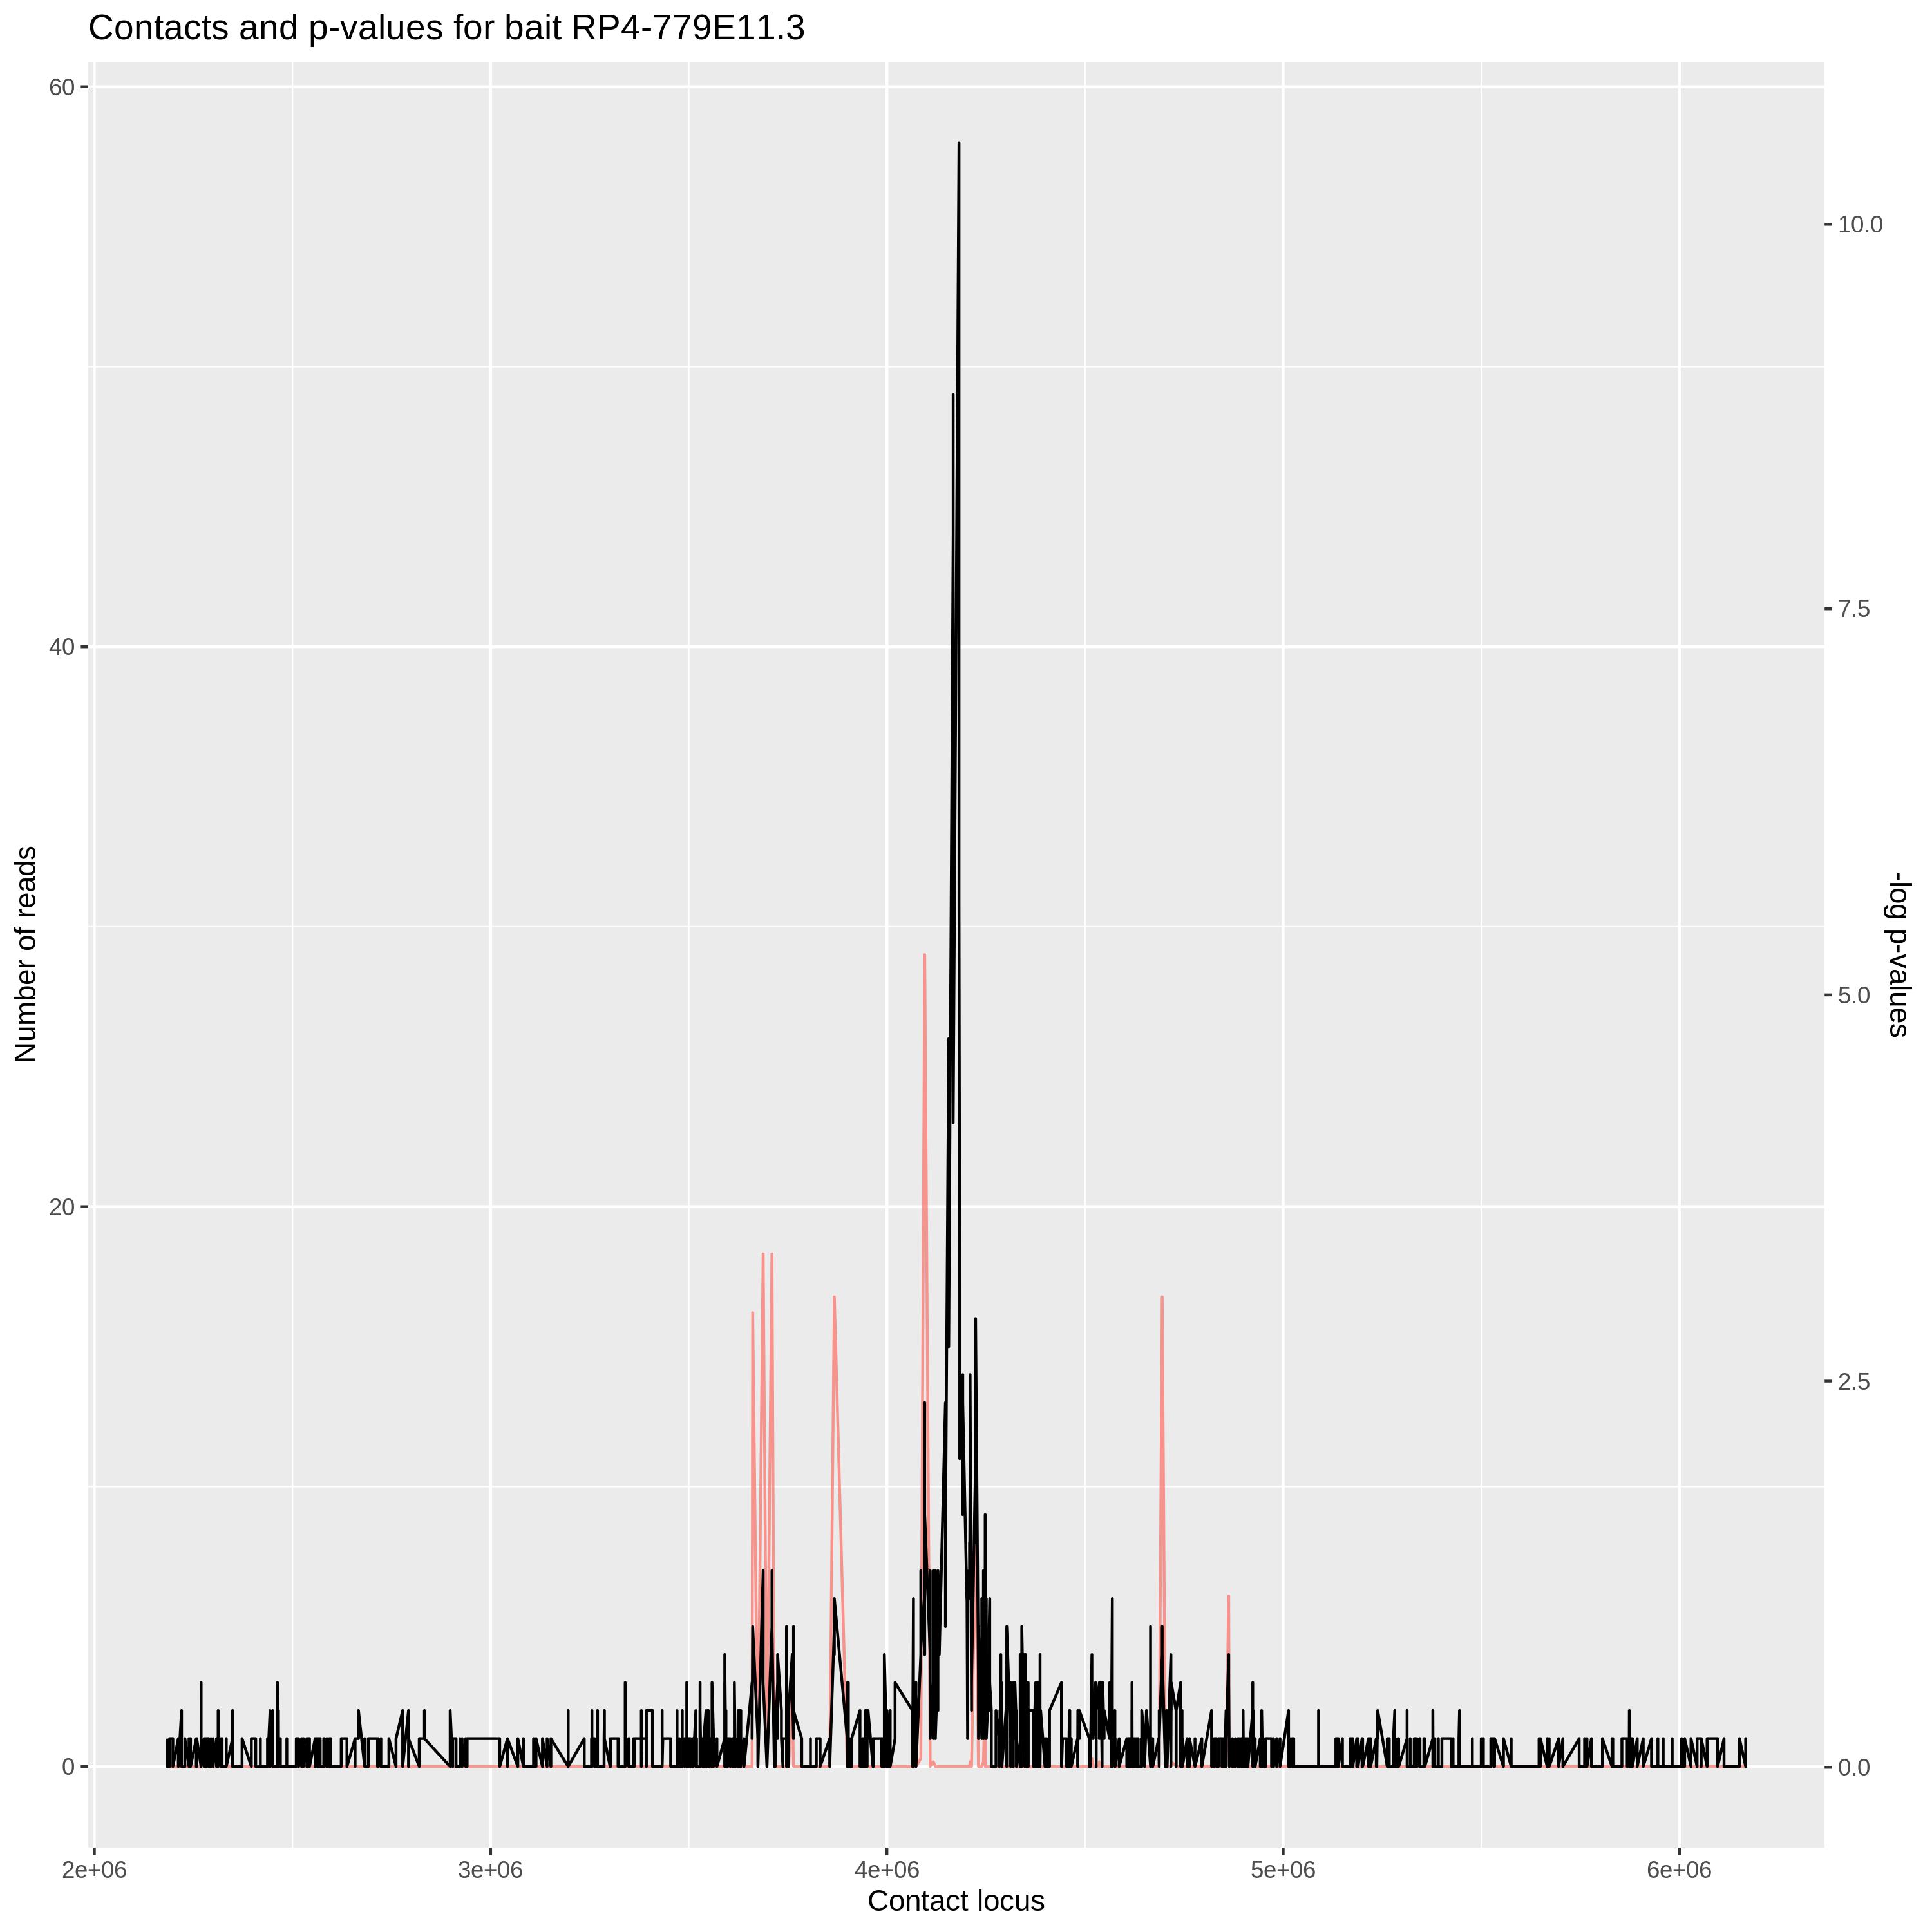 Contacts and p-values for bait RP4-779E11.3
60
40
20
0
Number of reads
10.0
7.5
5.0
2.5
0.0
-log p-values
2e+06
3e+06
4e+06
5e+06
6e+06
Contact locus